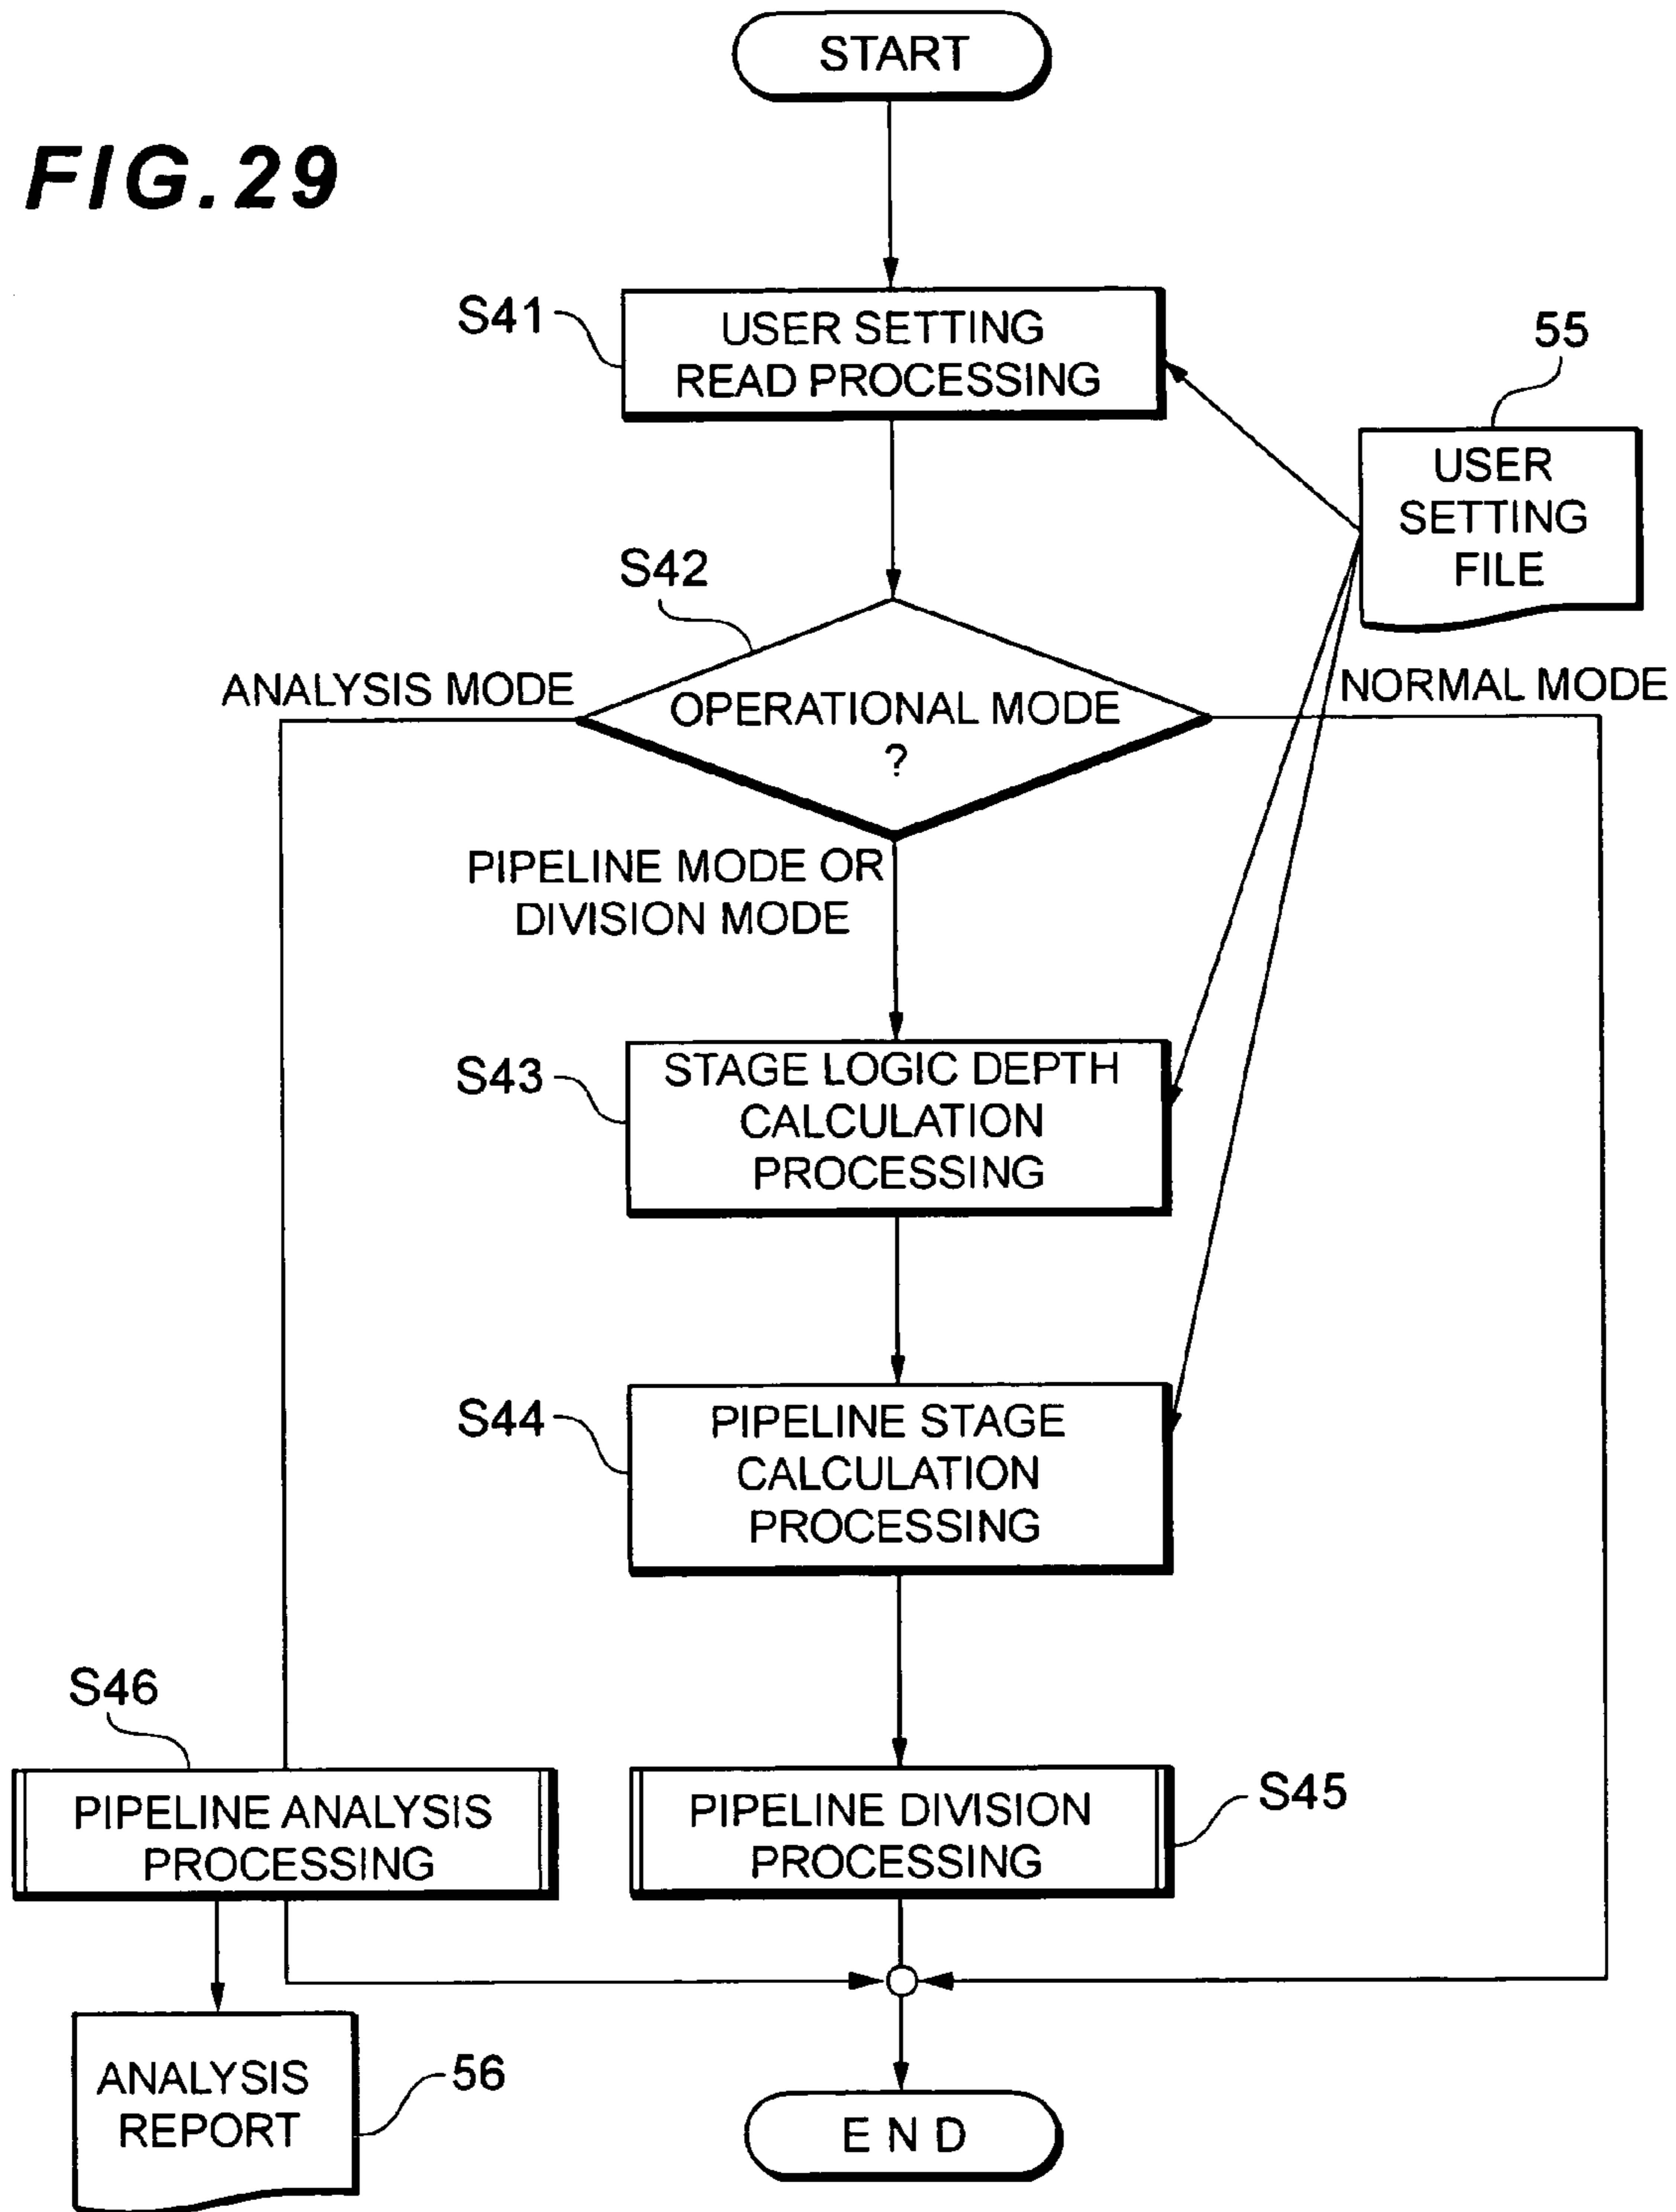 START
FIG.29
S41
USER SETTING
READ PROCESSING
55
USER
SETTING
FILE
S42
ANALYSIS MODE
OPERATIONAL MODE
?
NORMAL MODE
PIPELINE MODE OR
DIVISION MODE
S43
STAGE LOGIC DEPTH
CALCULATION
PROCESSING
S44
PIPELINE STAGE
CALCULATION
PROCESSING
S46
PIPELINE ANALYSIS
PROCESSING
PIPELINE DIVISION
PROCESSING
S45
ANALYSIS
REPORT
56
END